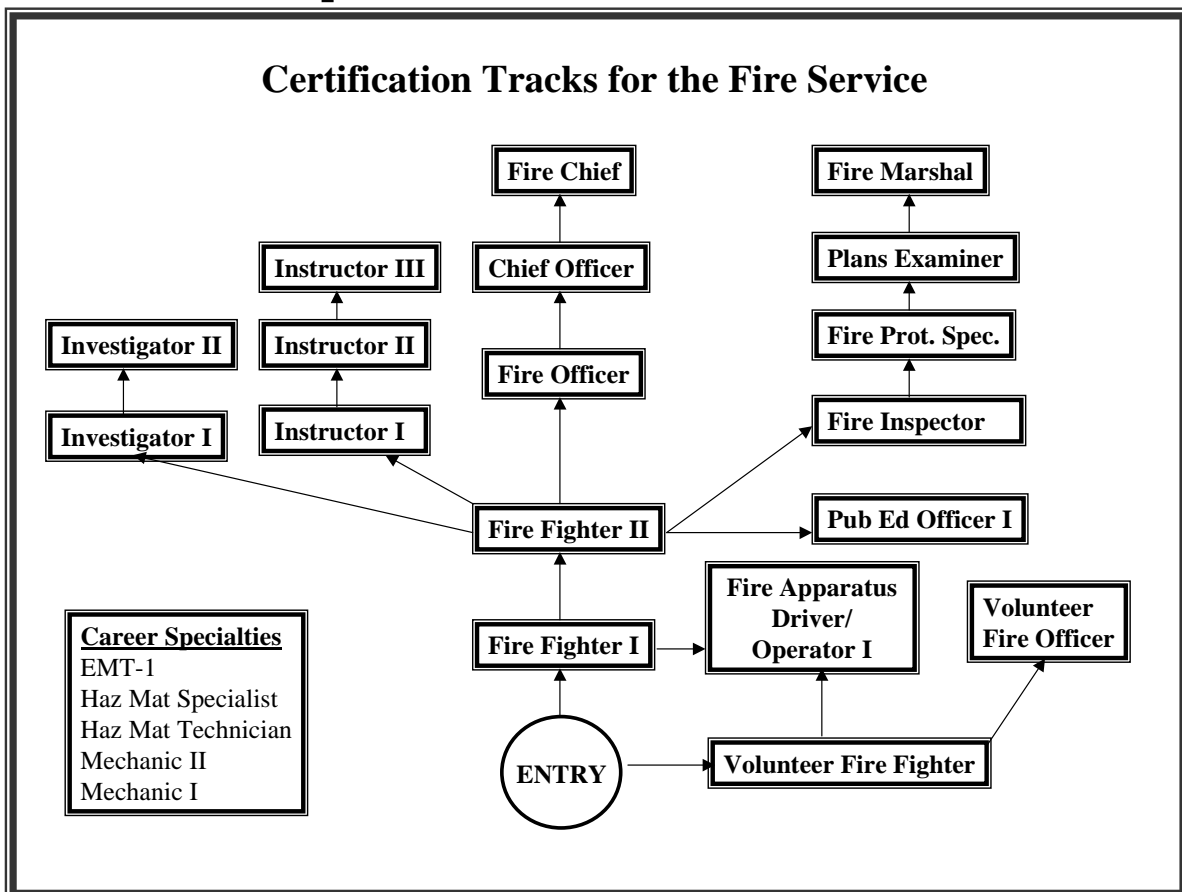 Certification Tracks for the Fire Service
Fire Chief
Fire Marshal
Instructor III
Chief Officer
Plans Examiner
Investigator II
Instructor II
Fire Officer
Fire Prot. Spec.
Investigator I
Instructor I
Fire Inspector
Fire Fighter II
Pub Ed Officer I
Fire Fighter I
Fire Apparatus
Driver/
Operator I
Volunteer
Fire Officer
Career Specialties
EMT-1
Haz Mat Specialist
Haz Mat Technician
Mechanic II
Mechanic I
ENTRY
Volunteer Fire Fighter